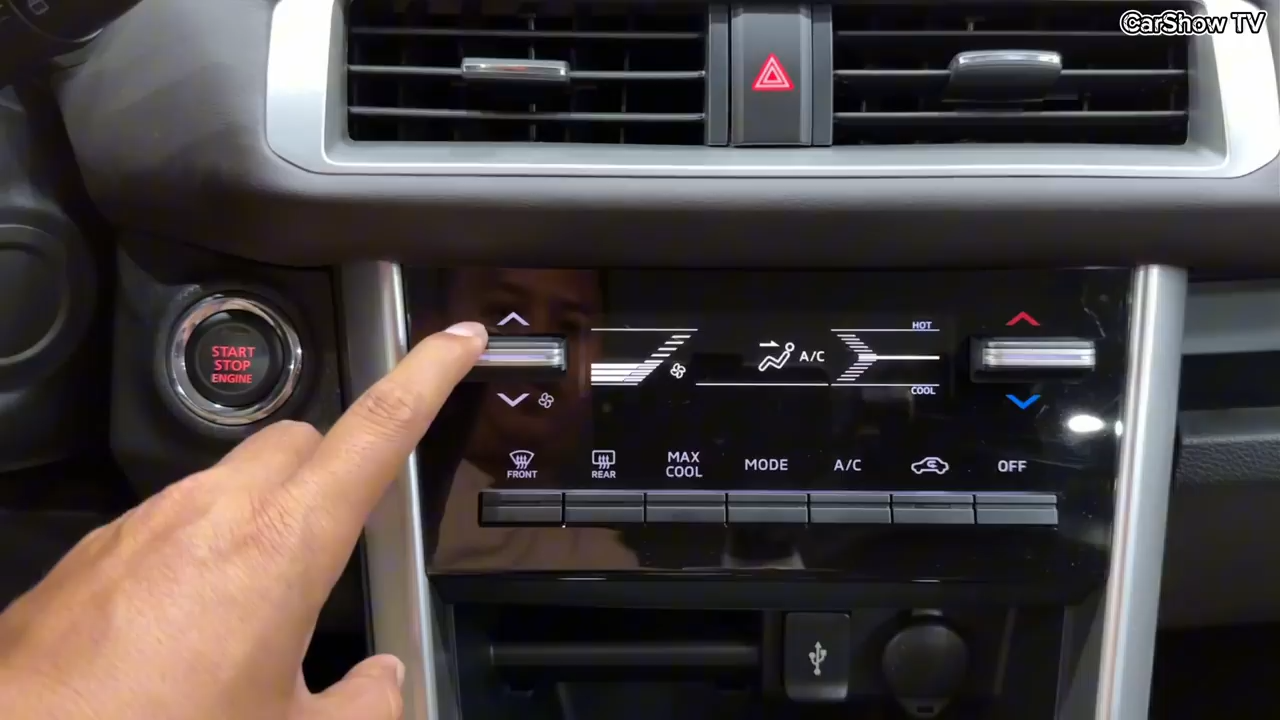 CarShow TV
START
STOP
ENGINE
HOT
A/C
COOL
FRONT
REAR
MAX
COOL
MODE
A/C
OFF